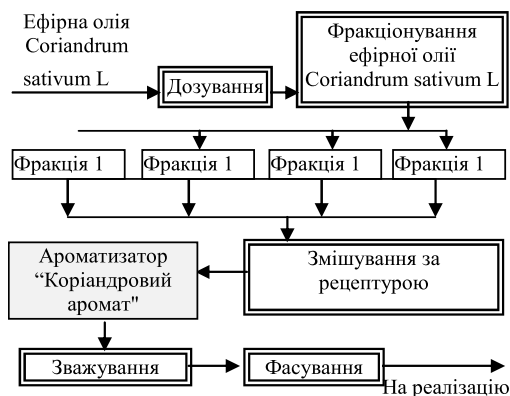 Ефірна олія
Coriandrum
sativum L
Дозування
Фракціонування
ефірної олії
Coriandrum sativum L
Фракція 1
Фракція 1
Фракція 1
Фракція 1
Ароматизатор
“Коріандровий
аромат"
Змішування за
рецептурою
Зважування
Фасування
На реалізацію